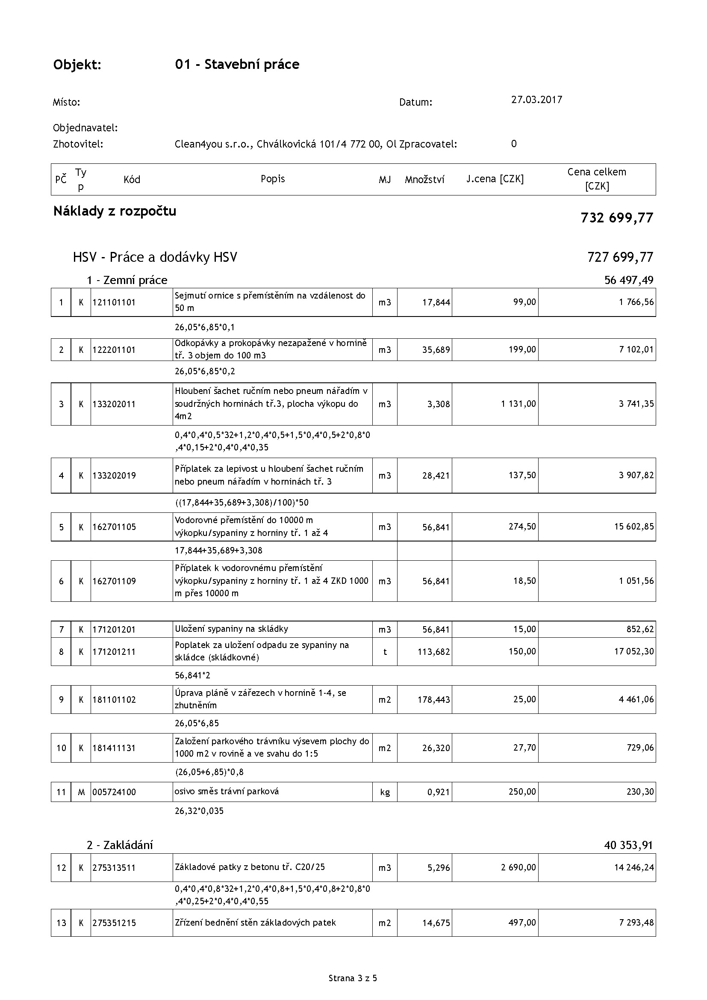 Objekt: 01 - Stavební práce
Místo: Datum: 27.03.2017
Objednavatel:
Zhotovitel: Clean4you s.r.o., Chválkovická 101/4 772 00, Ol Zpracovatel: 0
PČ Ty p Kód Popis MJ Množství J.cena [CZK] Cena celkem [CZK]
Náklady z rozpočtu 732 699,77
HSV - Práce a dodávky HSV 727 699,77
1 - Zemní práce 56 497,49
1 K 121101101 Sejmutí ornice s přemístěním na vzdálenost do m3 17,844 99,00 1 766,56
50 m
26,05*6,85*0,1
2 K 122201101 Odkopávky a prokopávky nezapažené v hornině m3 35,689 199,00 7 102,01
tř. 3 objem do 100 m3
26,05*6,85*0,2
Hloubení šachet ručním nebo pneum nářadím v
3 K 133202011 soudržných horninách tř.3, plocha výkopu do m3 3,308 1 131,00 3 741,35
4m2
0,4*0,4*0,5*32+1,2*0,4*0,5+1,5*0,4*0,5+2*0,8*0
,4*0,15+2*0,4*0,4*0,35
4 K 133202019 Příplatek za lepivost u hloubení šachet ručním m3 28,421 137,50 3 907,82
nebo pneum nářadím v horninách tř. 3
((17,844+35,689+3,308)/100)*50
5 K 162701105 Vodorovné přemístění do 10000 m m3 56,841 274,50 15 602,85
výkopku/sypaniny z horniny tř. 1 až 4
17,844+35,689+3,308
Příplatek k vodorovnému přemístění
6 K 162701109 výkopku/sypaniny z horniny tř. 1 až 4 ZKD 1000 m3 56,841 18,50 1 051,56
m přes 10000 m
7 K 171201201 Uložení sypaniny na skládky m3 56,841 15,00 852,62
8 K 171201211 Poplatek za uložení odpadu ze sypaniny na t 113,682 150,00 17 052,30
skládce (skládkovné)
56,841*2
9 K 181101102 Úprava pláně v zářezech v hornině 1-4, se m2 178,443 25,00 4 461,06
zhutněním
26,05*6,85
10 K 181411131 Založení parkového trávníku výsevem plochy do m2 26,320 27,70 729,06
1000 m2 v rovině a ve svahu do 1:5
(26,05+6,85)*0,8
11 M 005724100 osivo směs trávní parková kg 0,921 250,00 230,30
26,32*0,035
2 - Zakládání 40 353,91
12 K 275313511 Základové patky z betonu tř. C20/25 m3 5,296 2 690,00 14 246,24
0,4*0,4*0,8*32+1,2*0,4*0,8+1,5*0,4*0,8+2*0,8*0
,4*0,25+2*0,4*0,4*0,55
13 K 275351215 Zřízení bednění stěn základových patek m2 14,675 497,00 7 293,48
Strana 3 z 5